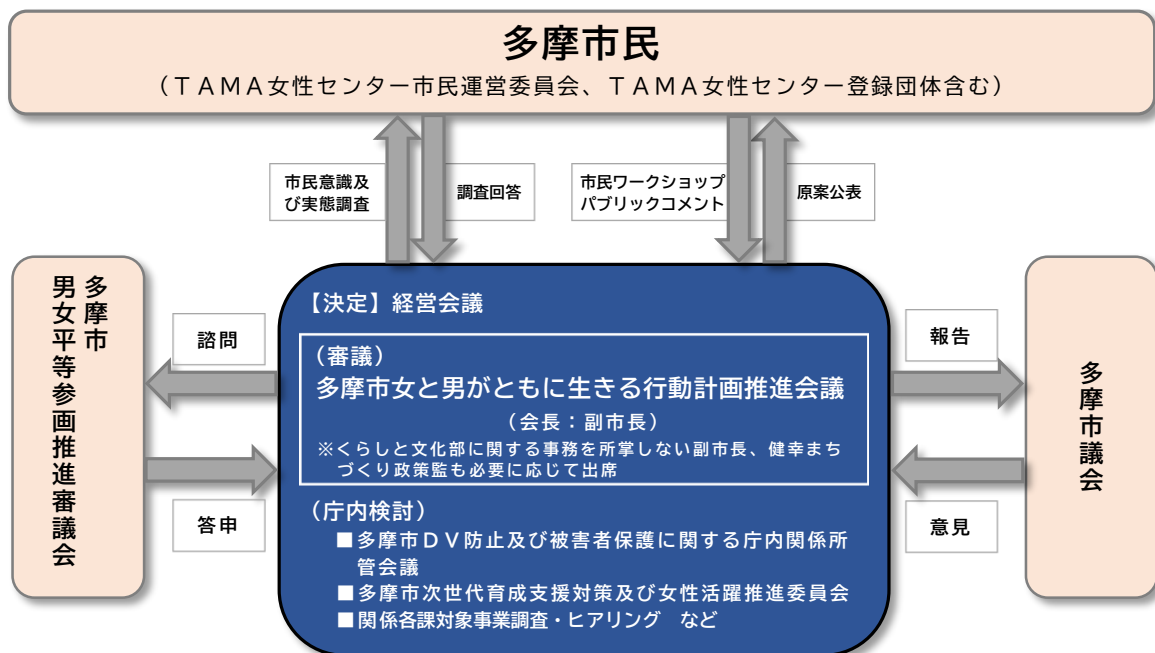 多摩市民
（ＴＡＭＡ女性センター市民運営委員会、ＴＡＭＡ女性センター登録団体含む）
市民意識及
び実態調査
調査回答
市民ワークショップ
パブリックコメント
原案公表
多摩市
男女平等参画推進審議会
諮問
答申
【決定】経営会議
（審議）
多摩市女と男がともに生きる行動計画推進会議
（会長：副市長）
※くらしと文化部に関する事務を所掌しない副市長、健幸まち
づくり政策監も必要に応じて出席
（庁内検討）
■多摩市ＤＶ防止及び被害者保護に関する庁内関係所
管会議
■多摩市次世代育成支援対策及び女性活躍推進委員会
■関係各課対象事業調査・ヒアリング　など
報告
意見
多摩市議会